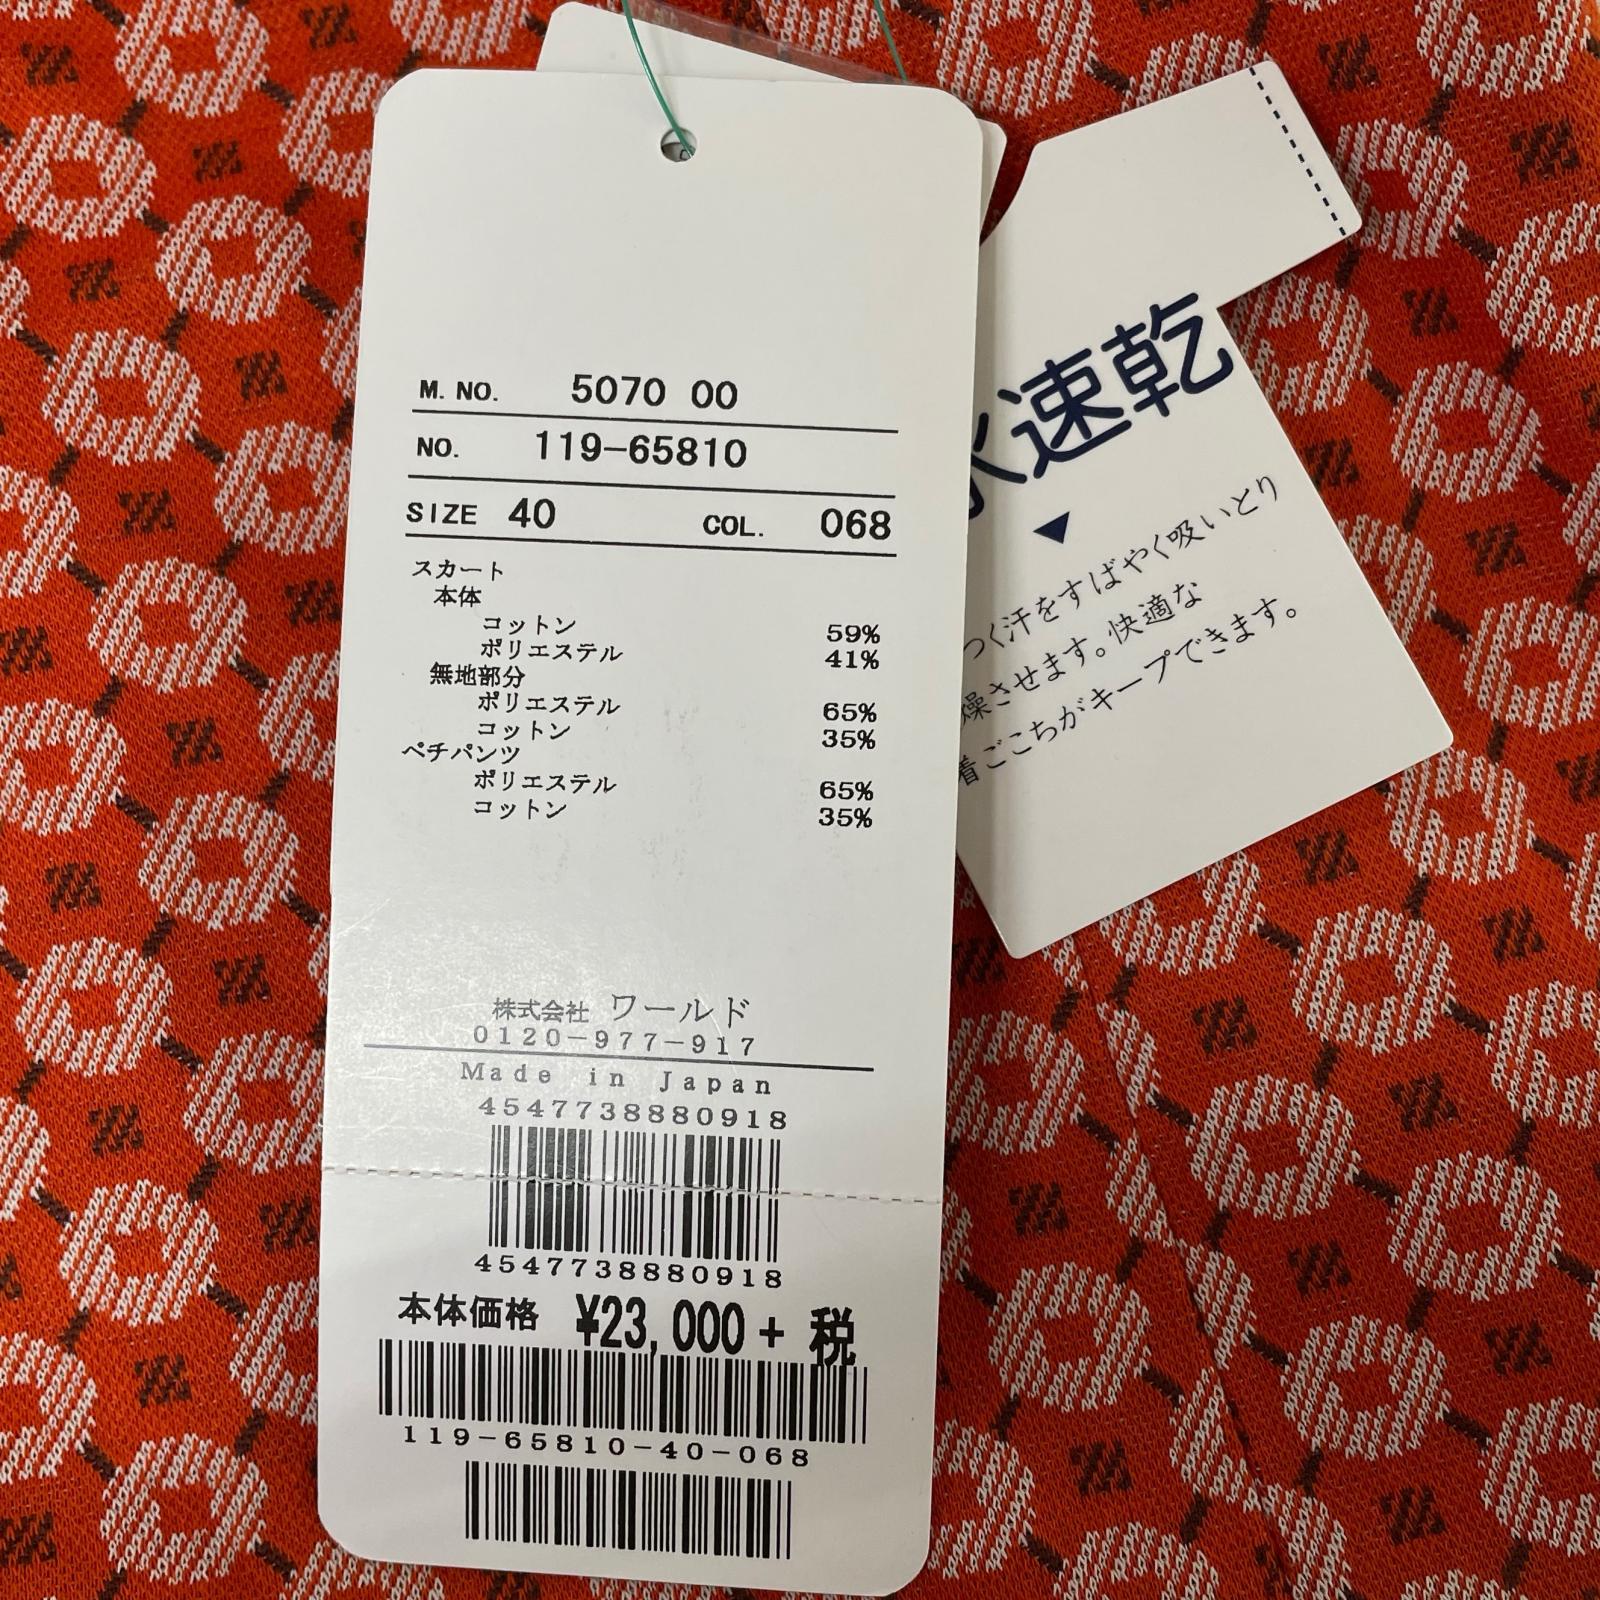 M. NO. 5070 00
NO. 119-65810
SIZE 40 COL. 068
スカート
本体
コットン 59%
ポリエステル 41%
無地部分
ポリエステル 65%
コットン 35%
ペチパンツ
ポリエステル 65%
コットン 35%
株式会社 ワールド
0120-977-917
Made in Japan
4547738880918
4547738880918
本体価格 ¥23,000 + 税
119-65810-40-068
水速乾
▼
つく汗をすばやく吸いとり
燥させます。快適な
着ごこちがキープできます。